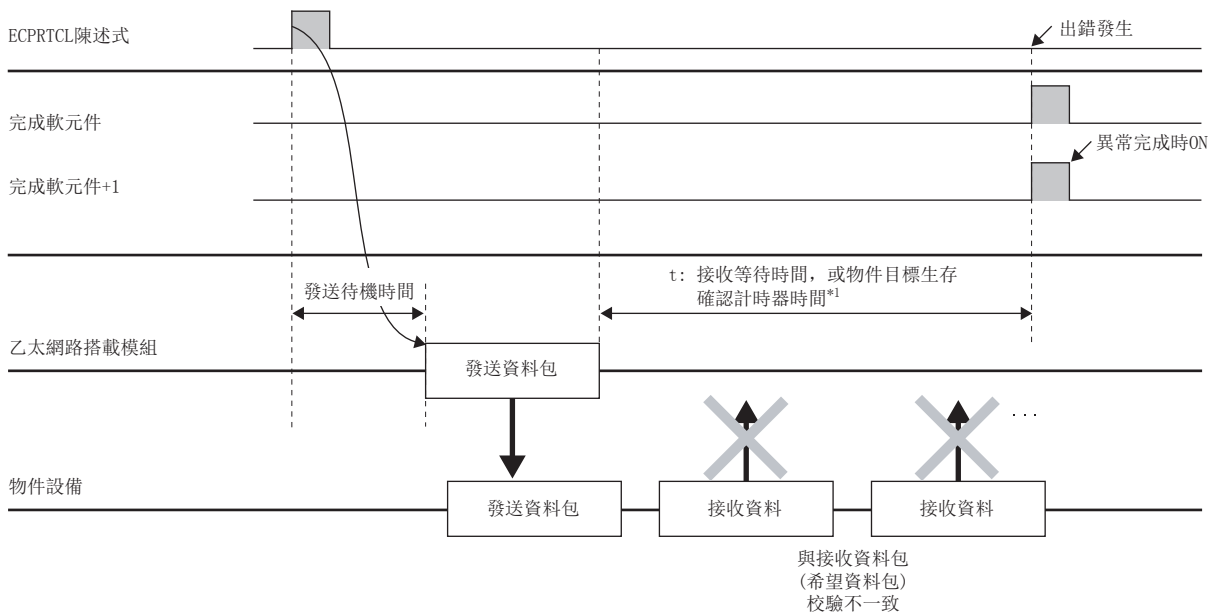 ECPRTCL陳述式
出錯發生
完成軟元件
異常完成時ON
完成軟元件+1
t: 接收等待時間，或物件目標生存
確認計時器時間*1
發送待機時間
乙太網路搭載模組
發送資料包
...
物件設備
發送資料包
接收資料
接收資料
與接收資料包
(希望資料包)
校驗不一致